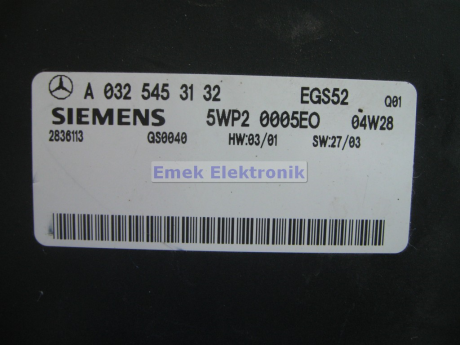 A 032 545 31 32 EGS52 Q01
SIEMENS 5WP2 0005EO 04W28
2836113 GS0040 HW:03/01 SW:27/03
Emek Elektronik